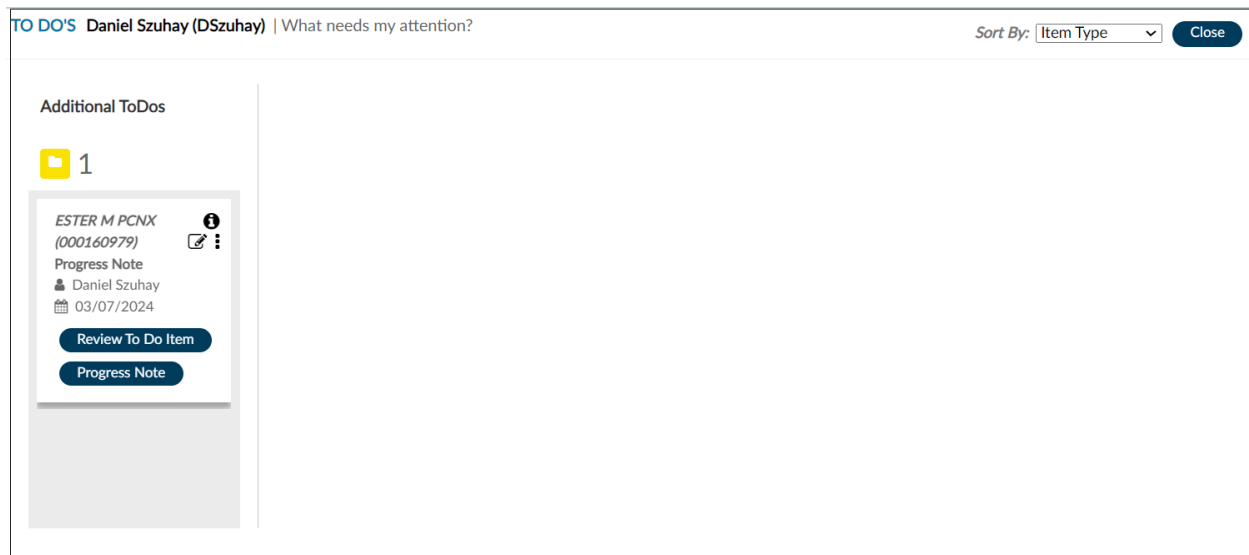 TO DO'S Daniel Szuhay (DSzuhay) | What needs my attention?
Sort By: Item Type Close
Additional ToDos
1
ESTER M PCNX
(000160979)
Progress Note
Daniel Szuhay
03/07/2024
Review To Do Item
Progress Note